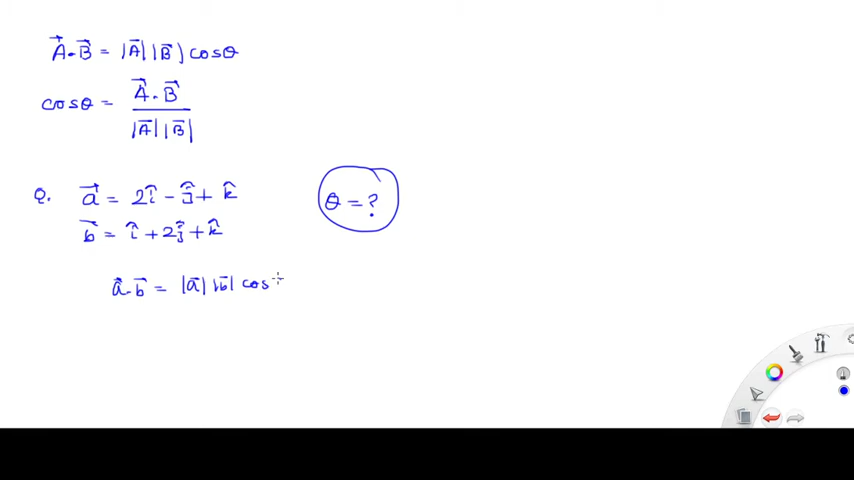 A⃗·B⃗ = |A⃗| |B⃗| cosθ
cosθ = A⃗·B⃗ / |A⃗| |B⃗|
Q. a⃗ = 2î - ĵ + k̂
θ = ?
b⃗ = î + 2ĵ + k̂
a⃗·b⃗ = |a⃗| |b⃗| cos